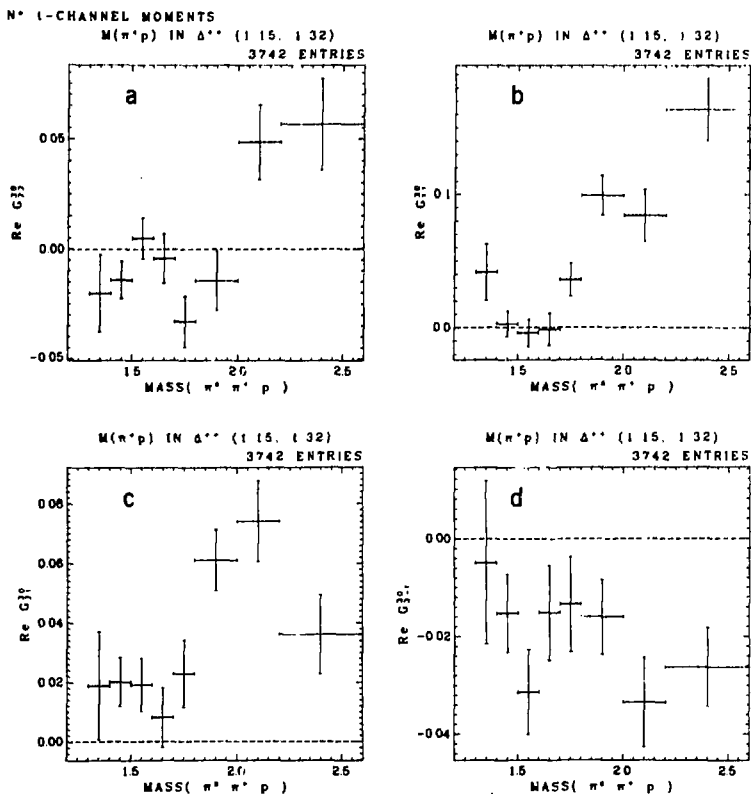 N* t-CHANNEL MOMENTS
M(π⁺p) IN Δ⁺⁺ (1 15, 1 32)
3742 ENTRIES
a
0.05
0.00
-0.05
1.5 2.0 2.5
MASS( π⁺ p )
M(π⁺p) IN Δ⁺⁺ (1 15, 1 32)
3742 ENTRIES
b
0.1
0.0
1.5 2.0 2.5
MASS( π⁺ p )
M(π⁺p) IN Δ⁺⁺ (1 15, 1 32)
3742 ENTRIES
c
0.08
0.06
0.04
0.02
0.00
Re G
1.5 2.0 2.5
MASS( π⁺ p )
M(π⁺p) IN Δ⁺⁺ (1 15, 1 32)
3742 ENTRIES
d
0.00
-0.02
-0.04
Re G
1.5 2.0 2.5
MASS( π⁺ p )